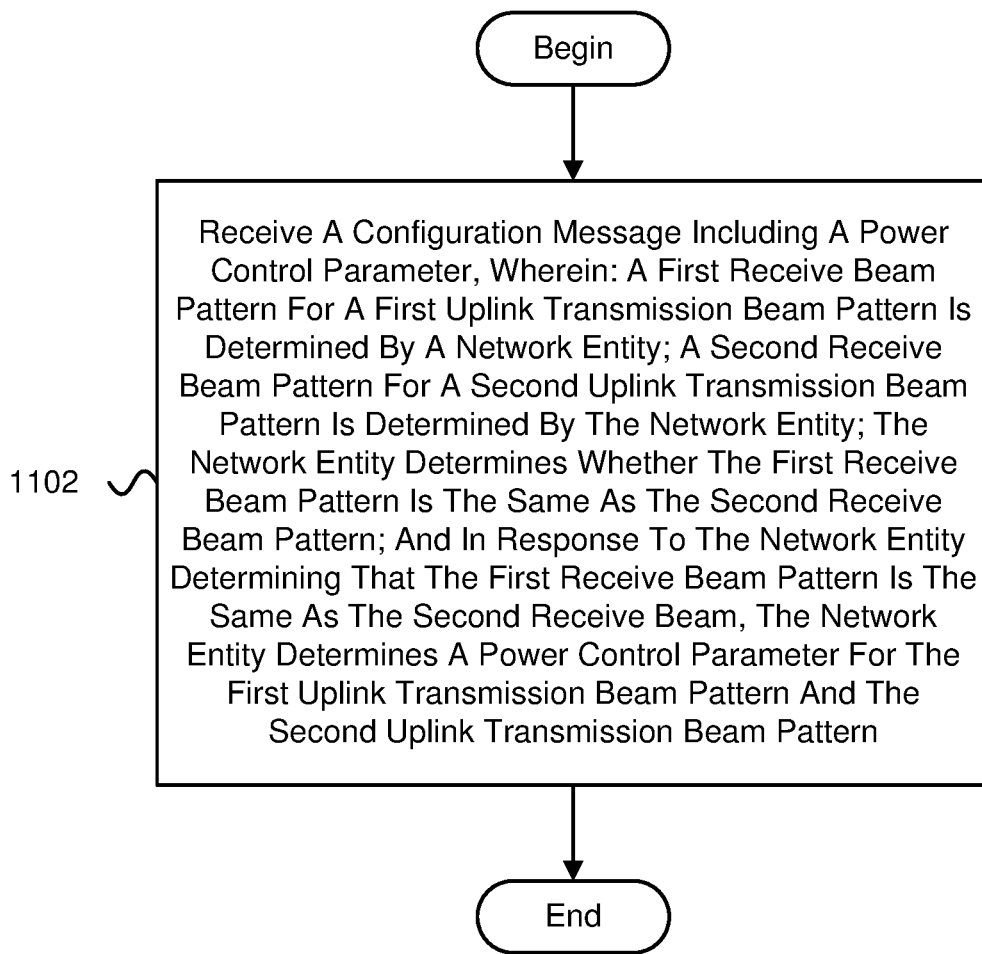 Begin
Receive A Configuration Message Including A Power
Control Parameter, Wherein: A First Receive Beam
Pattern For A First Uplink Transmission Beam Pattern Is
Determined By A Network Entity; A Second Receive
Beam Pattern For A Second Uplink Transmission Beam
Pattern Is Determined By The Network Entity; The
Network Entity Determines Whether The First Receive
Beam Pattern Is The Same As The Second Receive
Beam Pattern; And In Response To The Network Entity
Determining That The First Receive Beam Pattern Is The
Same As The Second Receive Beam, The Network
Entity Determines A Power Control Parameter For The
First Uplink Transmission Beam Pattern And The
Second Uplink Transmission Beam Pattern
1102
End